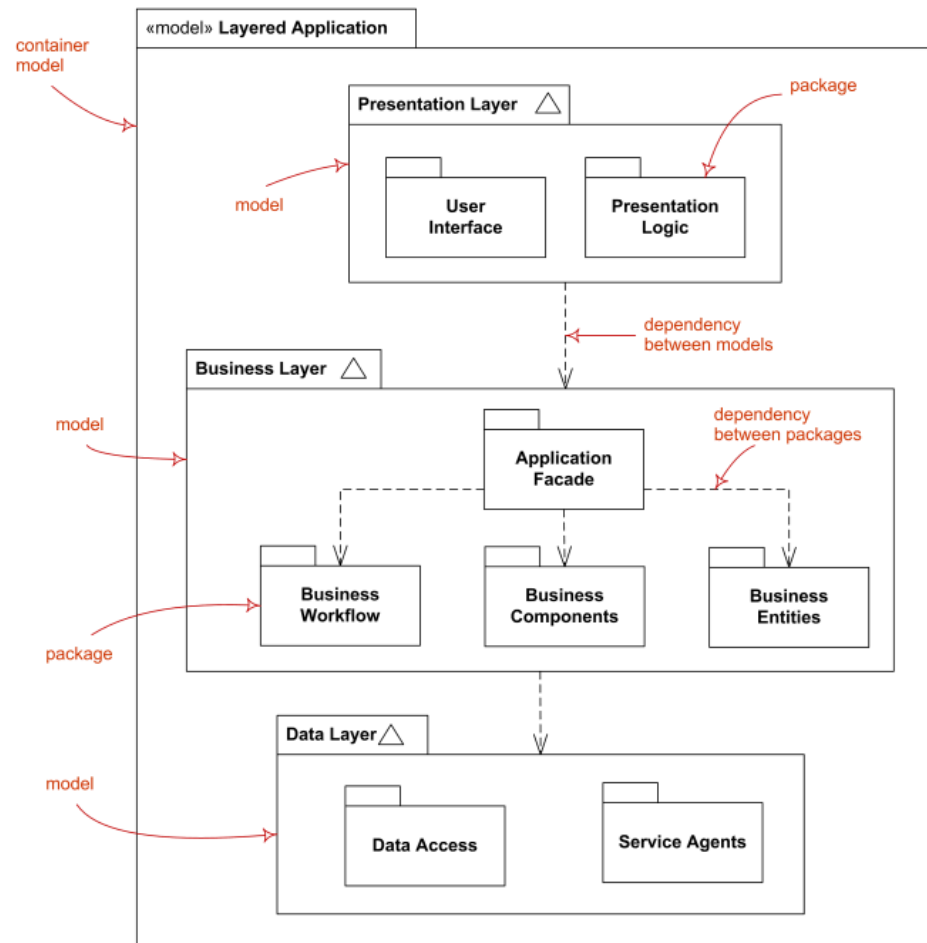 «model» Layered Application
container
model
Presentation Layer
package
User
Interface
Presentation
Logic
model
dependency
between models
Business Layer
model
dependency
between packages
Application
Facade
Business
Workflow
Business
Components
Business
Entities
package
Data Layer
model
Data Access
Service Agents